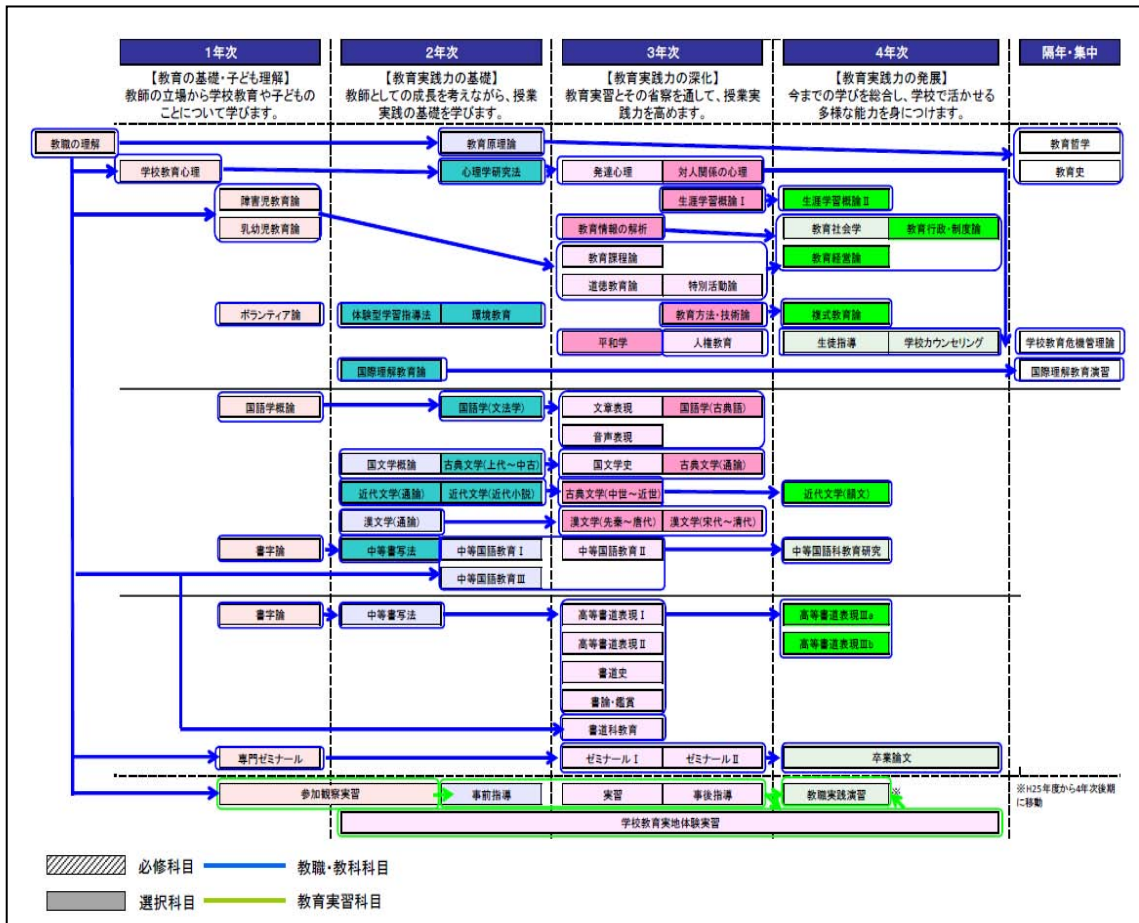 1年次
2年次
3年次
4年次
隔年・集中
【教育の基礎・子ども理解】
教師の立場から学校教育や子どもの
ことについて学びます。
【教育実践力の基礎】
教師としての成長を考えながら、授業
実践の基礎を学びます。
【教育実践力の深化】
教育実習とその省察を通して、授業実
践力を高めます。
【教育実践力の発展】
今までの学びを総合し、学校で活かせる
多様な能力を身につけます。
教職の理解
教育原理論
教育哲学
学校教育心理
心理学研究法
発達心理
対人関係の心理
教育史
障害児教育論
生涯学習概論Ⅰ
生涯学習概論Ⅱ
乳幼児教育論
教育情報の解析
教育社会学
教育行政・制度論
教育課程論
教育経営論
道徳教育論
特別活動論
ボランティア論
体験型学習指導法
環境教育
教育方法・技術論
複式教育論
平和学
人権教育
生徒指導
学校カウンセリング
学校教育危機管理論
国際理解教育論
国際理解教育演習
国語学概論
国語学(文法学)
文章表現
国語学(古典語)
音声表現
国文学概論
古典文学(上代～中古)
国文学史
古典文学(通論)
近代文学(通論)
近代文学(近代小説)
古典文学(中世～近世)
近代文学(韻文)
漢文学(通論)
漢文学(先秦～唐代)
漢文学(宋代～清代)
書字論
中等書写法
中等国語教育Ⅰ
中等国語教育Ⅱ
中等国語科教育研究
中等国語教育Ⅲ
書字論
中等書写法
高等書道表現Ⅰ
高等書道表現Ⅲa
高等書道表現Ⅱ
高等書道表現Ⅲb
書道史
書論・鑑賞
書道科教育
専門ゼミナール
ゼミナールⅠ
ゼミナールⅡ
卒業論文
参加観察実習
事前指導
実習
事後指導
教職実践演習
※
※H25年度から4年次後期
に移動
学校教育実地体験実習
必修科目
教職・教科科目
選択科目
教育実習科目